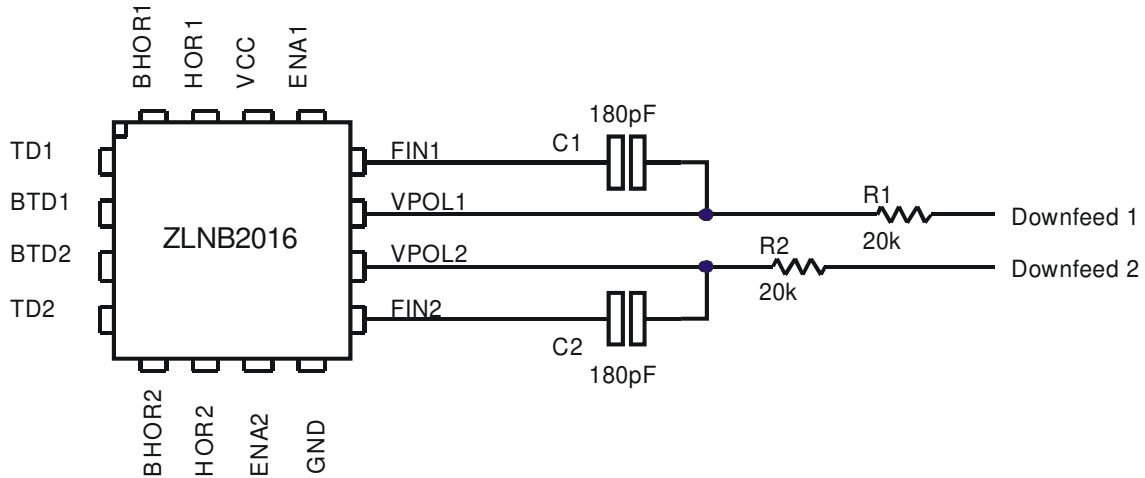 BHOR1
HOR1
VCC
ENA1
180pF
C1
TD1
FIN1
R1
BTD1
VPOL1
Downfeed 1
20k
ZLNB2016
R2
BTD2
VPOL2
Downfeed 2
20k
TD2
FIN2
C2
180pF
BHOR2
HOR2
ENA2
GND